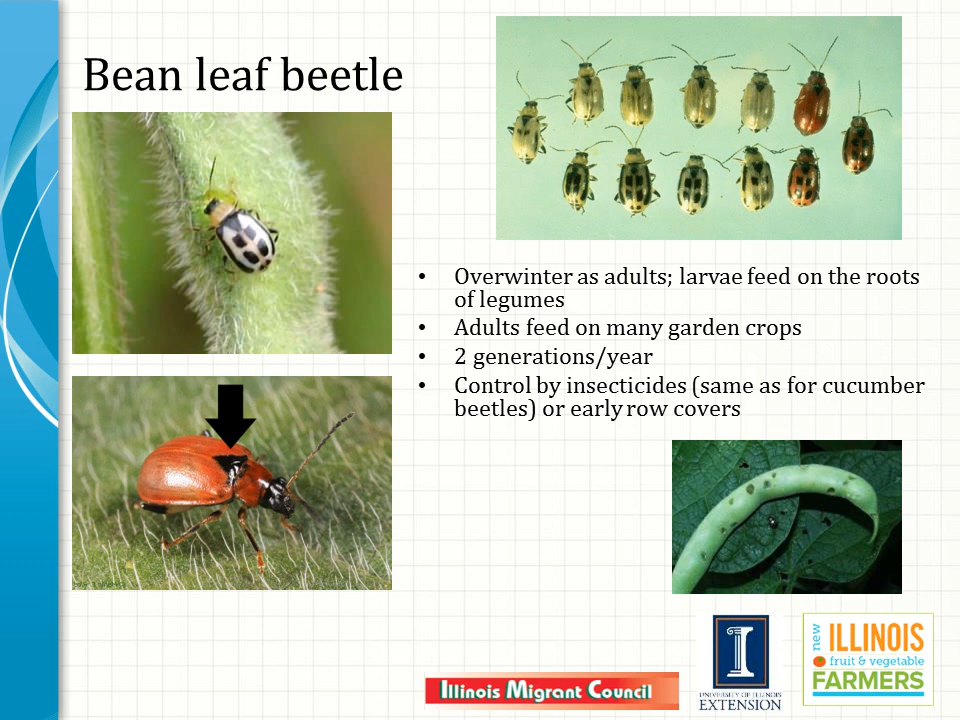 Bean leaf beetle
• Overwinter as adults; larvae feed on the roots
of legumes
• Adults feed on many garden crops
• 2 generations/year
• Control by insecticides (same as for cucumber
beetles) or early row covers
Illinois Migrant Council
I
UNIVERSITY OF ILLINOIS
EXTENSION
new
ILLINOIS
fruit & vegetable
FARMERS